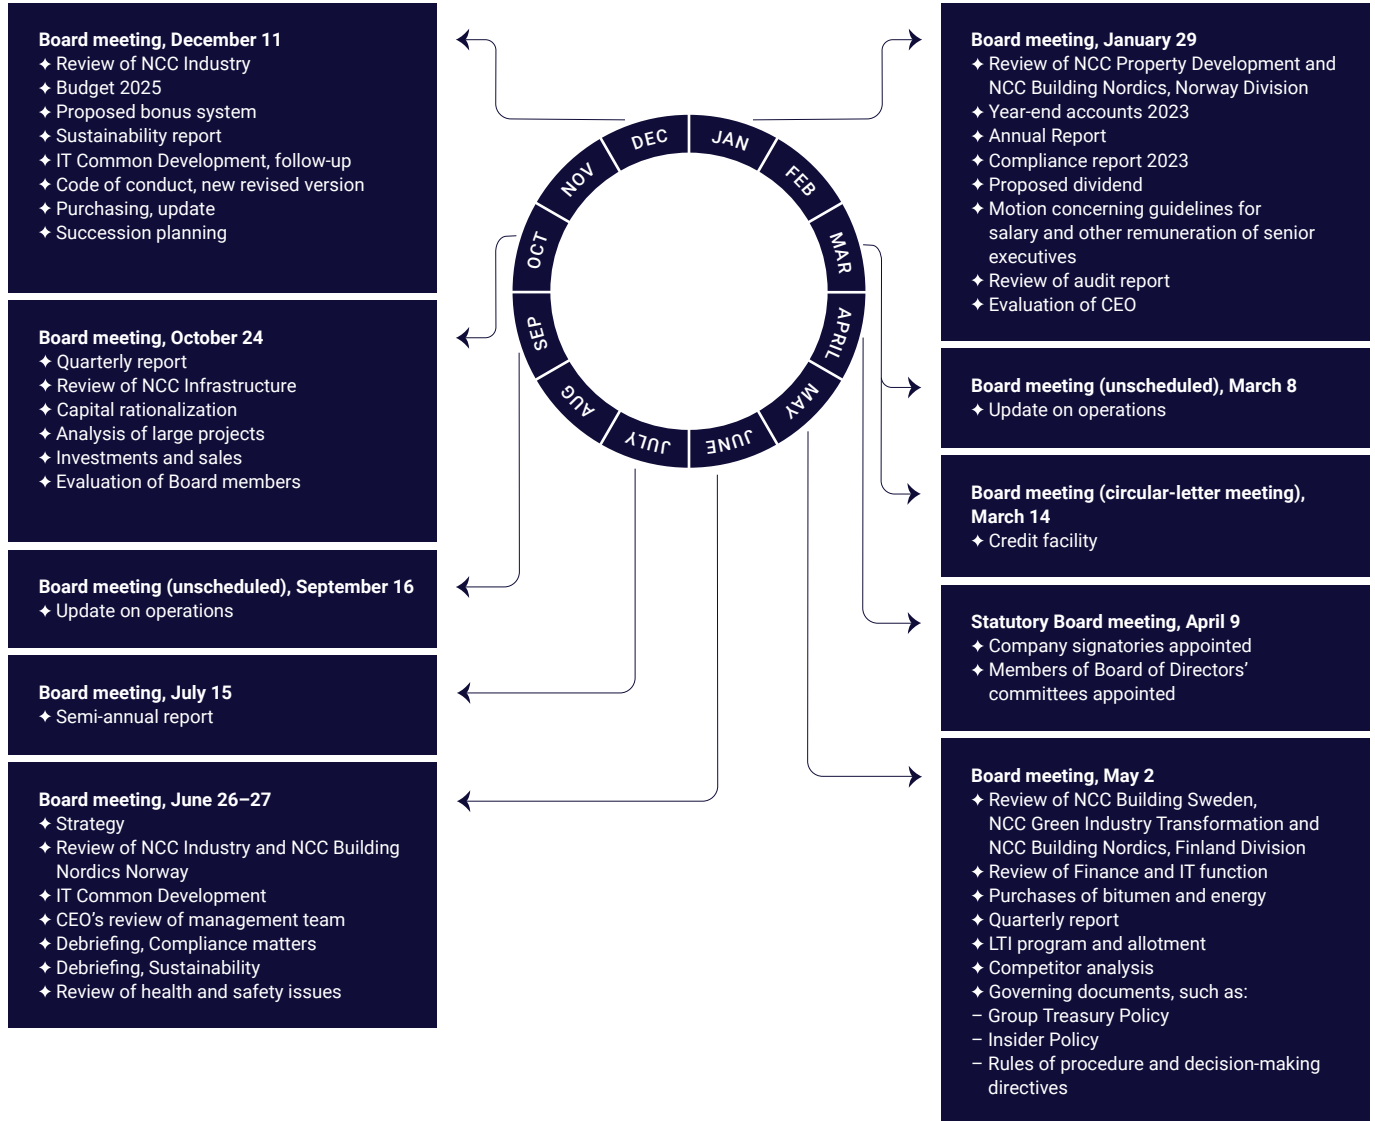 Board meeting, December 11
✦ Review of NCC Industry
✦ Budget 2025
✦ Proposed bonus system
✦ Sustainability report
✦ IT Common Development, follow-up
✦ Code of conduct, new revised version
✦ Purchasing, update
✦ Succession planning
Board meeting, October 24
✦ Quarterly report
✦ Review of NCC Infrastructure
✦ Capital rationalization
✦ Analysis of large projects
✦ Investments and sales
✦ Evaluation of Board members
Board meeting (unscheduled), September 16
✦ Update on operations
Board meeting, July 15
✦ Semi-annual report
Board meeting, June 26–27
✦ Strategy
✦ Review of NCC Industry and NCC Building
Nordics Norway
✦ IT Common Development
✦ CEO’s review of management team
✦ Debriefing, Compliance matters
✦ Debriefing, Sustainability
✦ Review of health and safety issues
JAN
FEB
MAR
APRIL
MAY
JUNE
JULY
AUG
SEP
OCT
NOV
DEC
Board meeting, January 29
✦ Review of NCC Property Development and
NCC Building Nordics, Norway Division
✦ Year-end accounts 2023
✦ Annual Report
✦ Compliance report 2023
✦ Proposed dividend
✦ Motion concerning guidelines for
salary and other remuneration of senior
executives
✦ Review of audit report
✦ Evaluation of CEO
Board meeting (unscheduled), March 8
✦ Update on operations
Board meeting (circular-letter meeting),
March 14
✦ Credit facility
Statutory Board meeting, April 9
✦ Company signatories appointed
✦ Members of Board of Directors’
committees appointed
Board meeting, May 2
✦ Review of NCC Building Sweden,
NCC Green Industry Transformation and
NCC Building Nordics, Finland Division
✦ Review of Finance and IT function
✦ Purchases of bitumen and energy
✦ Quarterly report
✦ LTI program and allotment
✦ Competitor analysis
✦ Governing documents, such as:
– Group Treasury Policy
– Insider Policy
– Rules of procedure and decision-making
directives